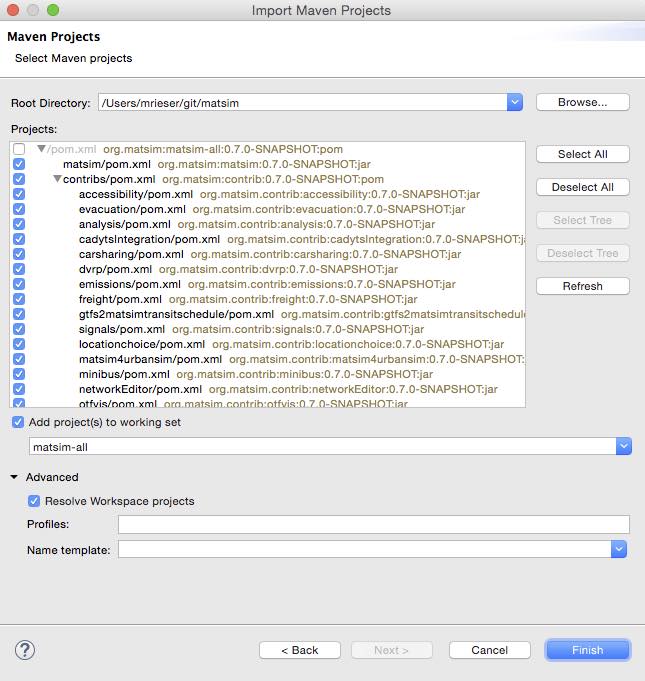 Import Maven Projects
Maven Projects
Select Maven projects
Root Directory: /Users/mrieser/git/matsim Browse...
Projects:
/pom.xml org.matsim:matsim-all:0.7.0-SNAPSHOT:pom
matsim/pom.xml org.matsim:matsim:0.7.0-SNAPSHOT:jar
contribs/pom.xml org.matsim:contrib:0.7.0-SNAPSHOT:pom
accessibility/pom.xml org.matsim.contrib:accessibility:0.7.0-SNAPSHOT:jar
evacuation/pom.xml org.matsim.contrib:evacuation:0.7.0-SNAPSHOT:jar
analysis/pom.xml org.matsim.contrib:analysis:0.7.0-SNAPSHOT:jar
cadytsIntegration/pom.xml org.matsim.contrib:cadytsIntegration:0.7.0-SNAPSHOT:j
carsharing/pom.xml org.matsim.contrib:carsharing:0.7.0-SNAPSHOT:jar
dvrp/pom.xml org.matsim.contrib:dvrp:0.7.0-SNAPSHOT:jar
emissions/pom.xml org.matsim.contrib:emissions:0.7.0-SNAPSHOT:jar
freight/pom.xml org.matsim.contrib:freight:0.7.0-SNAPSHOT:jar
gtfs2matsimtransitschedule/pom.xml org.matsim.contrib:gtfs2matsimtransitschedul
signals/pom.xml org.matsim.contrib:signals:0.7.0-SNAPSHOT:jar
locationchoice/pom.xml org.matsim.contrib:locationchoice:0.7.0-SNAPSHOT:jar
matsim4urbansim/pom.xml org.matsim.contrib:matsim4urbansim:0.7.0-SNAPSHOT:
minibus/pom.xml org.matsim.contrib:minibus:0.7.0-SNAPSHOT:jar
networkEditor/pom.xml org.matsim.contrib:networkEditor:0.7.0-SNAPSHOT:jar
otfvis/pom.xml org.matsim.contrib:otfvis:0.7.0-SNAPSHOT:jar
Select All
Deselect All
Select Tree
Deselect Tree
Refresh
Add project(s) to working set
matsim-all
Advanced
Resolve Workspace projects
Profiles:
Name template:
? < Back Next > Cancel Finish